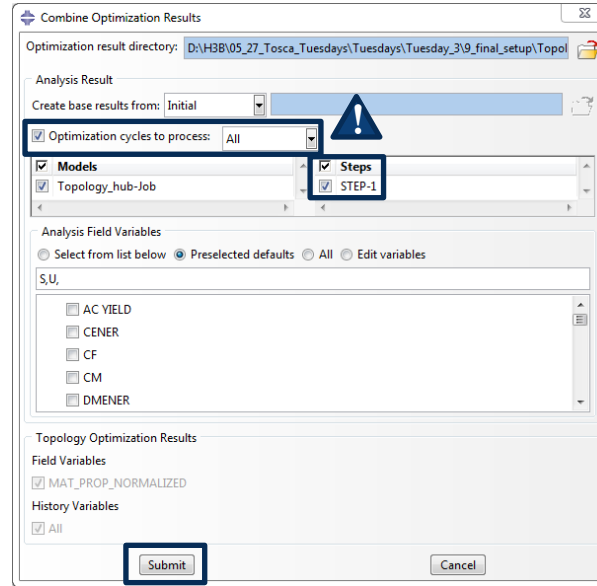 Combine Optimization Results
Optimization result directory: D:\H3B\05_27_Tosca_Tuesdays\Tuesdays\Tuesday_3\9_final_setup\Topol
Analysis Result
Create base results from: Initial
Optimization cycles to process: All
Models Steps
Topology_hub-Job STEP-1
Analysis Field Variables
Select from list below Preselected defaults All Edit variables
S,U,
AC YIELD
CENER
CF
CM
DMENER
Topology Optimization Results
Field Variables
MAT_PROP_NORMALIZED
History Variables
All
Submit Cancel